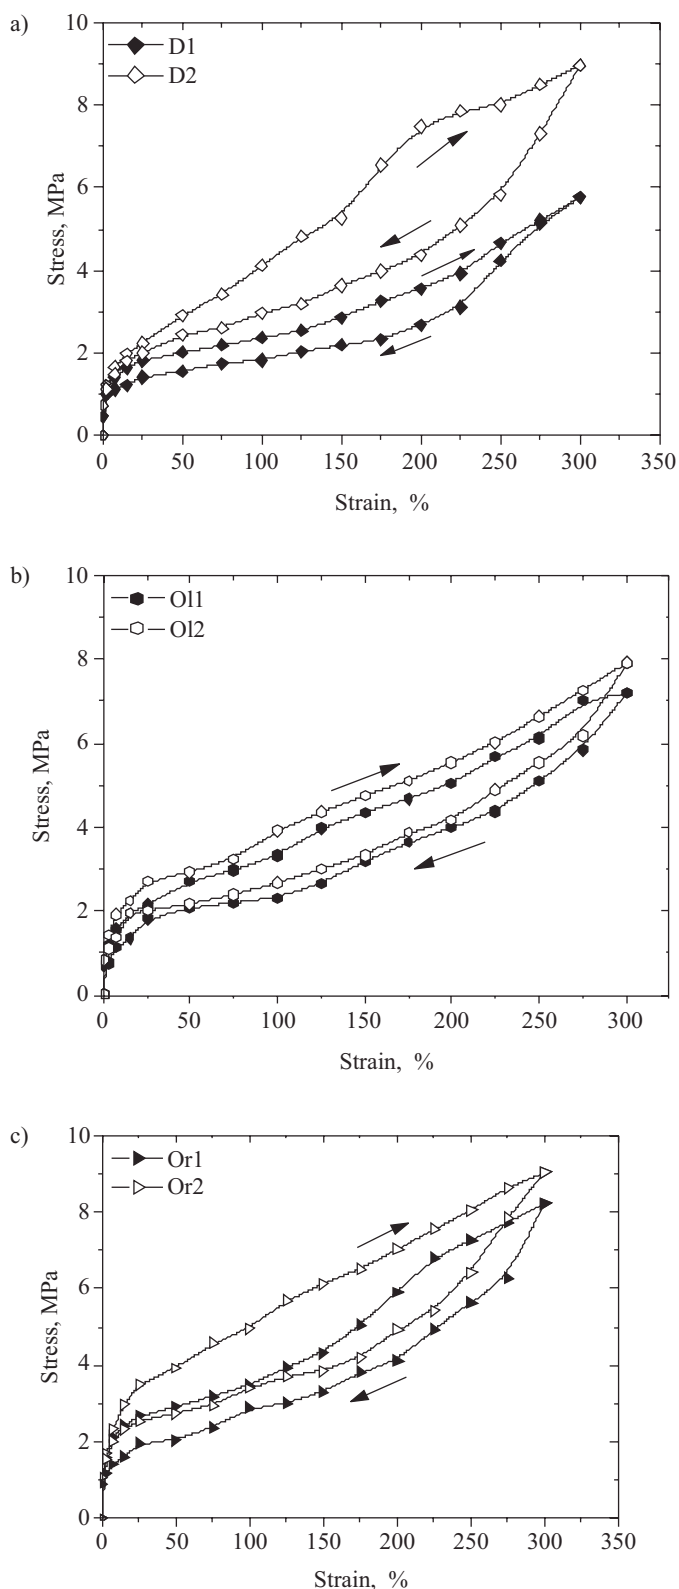 a)
10
8
6
4
2
0
Stress, MPa
D1
D2
0 50 100 150 200 250 300 350
Strain, %
b)
10
8
6
4
2
0
Stress, MPa
Ol1
Ol2
0 50 100 150 200 250 300
Strain, %
c)
10
8
6
4
2
0
Stress, MPa
Or1
Or2
0 50 100 150 200 250 300 350
Strain, %